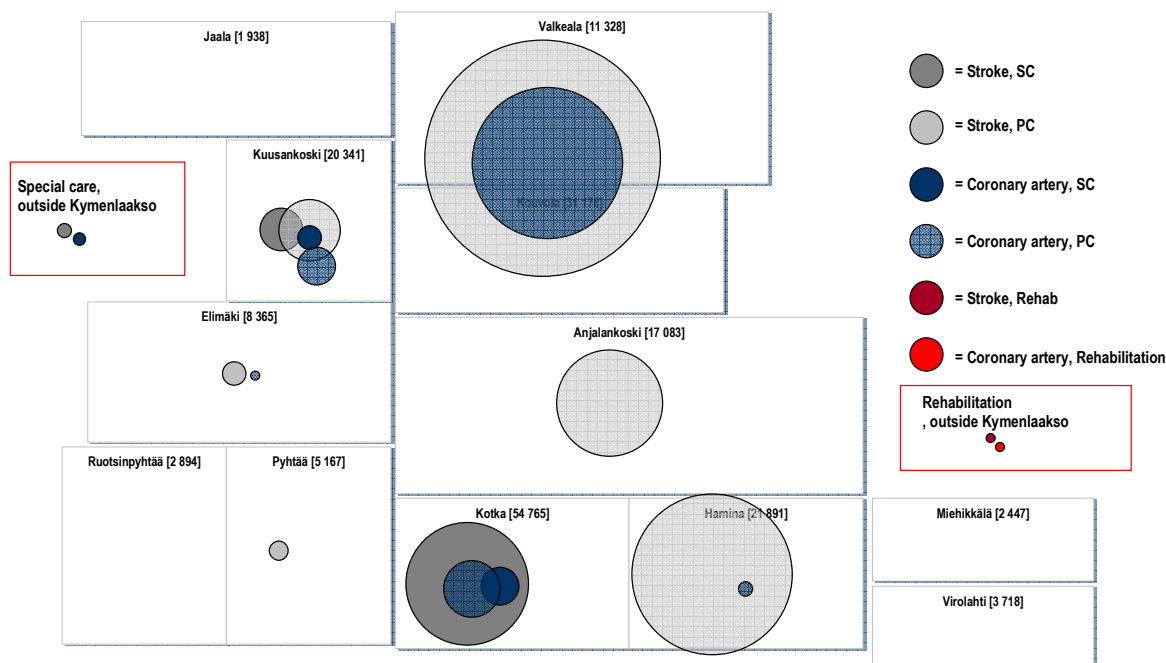 Jaala [1 938]
Valkeala [11 328]
= Stroke, SC
= Stroke, PC
= Coronary artery, SC
= Coronary artery, PC
= Stroke, Rehab
= Coronary artery, Rehabilitation
Kuusankoski [20 341]
Special care,
outside Kymenlaakso
Elimäki [8 365]
Anjalankoski [17 083]
Rehabilitation
, outside Kymenlaakso
Ruotsinpyhtää [2 894]
Pyhtää [5 167]
Kotka [54 765]
Hamina [21 891]
Miehikkälä [2 447]
Virolahti [3 718]